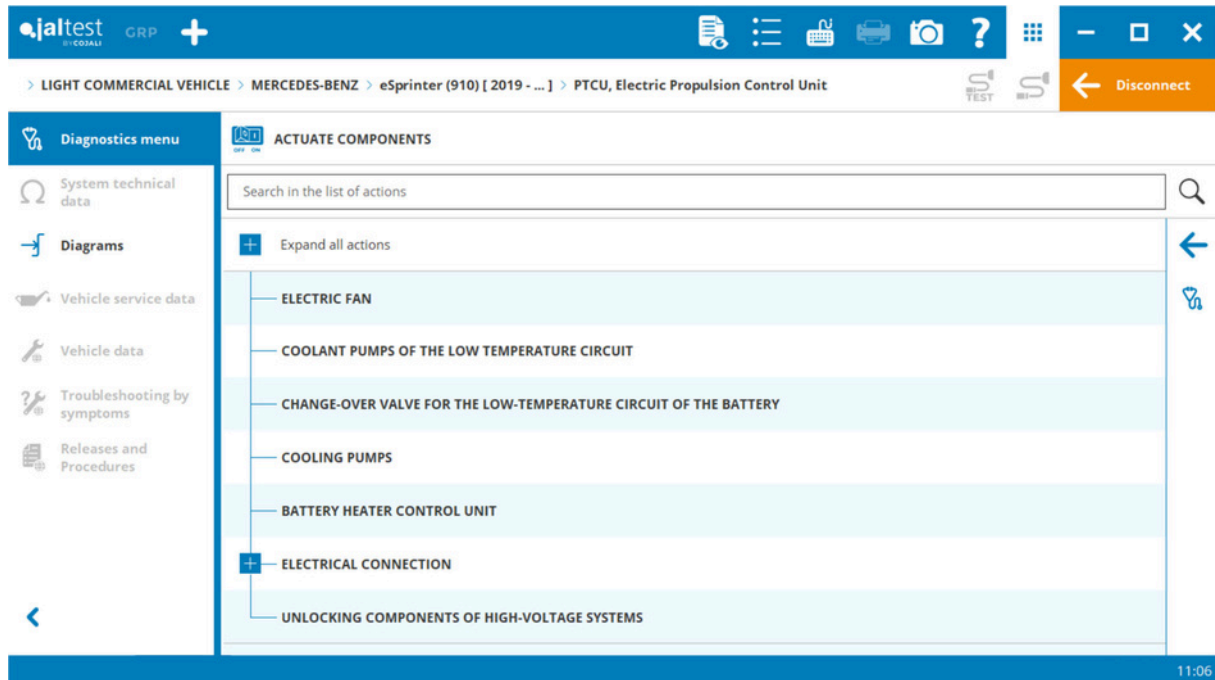 jaltest GRP
BY COJALI
> LIGHT COMMERCIAL VEHICLE > MERCEDES-BENZ > eSprinter (910) [ 2019 - ... ] > PTCU, Electric Propulsion Control Unit
TEST
Disconnect
Diagnostics menu
System technical
data
Diagrams
Vehicle service data
Vehicle data
Troubleshooting by
symptoms
Releases and
Procedures
OFF ON
ACTUATE COMPONENTS
Search in the list of actions
Expand all actions
ELECTRIC FAN
COOLANT PUMPS OF THE LOW TEMPERATURE CIRCUIT
CHANGE-OVER VALVE FOR THE LOW-TEMPERATURE CIRCUIT OF THE BATTERY
COOLING PUMPS
BATTERY HEATER CONTROL UNIT
ELECTRICAL CONNECTION
UNLOCKING COMPONENTS OF HIGH-VOLTAGE SYSTEMS
11:06